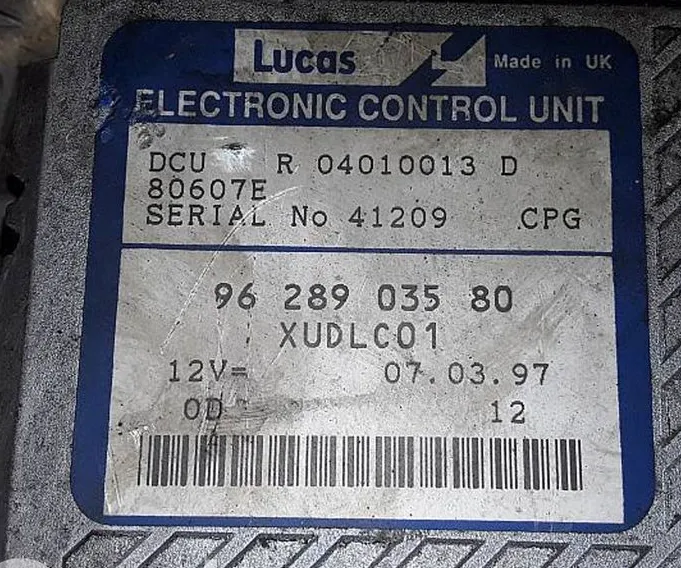 Lucas
Made in UK
ELECTRONIC CONTROL UNIT
DCU R 04010013 D
80607E
SERIAL No 41209 CPG
96 289 035 80
XUDLC01
12V= 07.03.97
0D 12